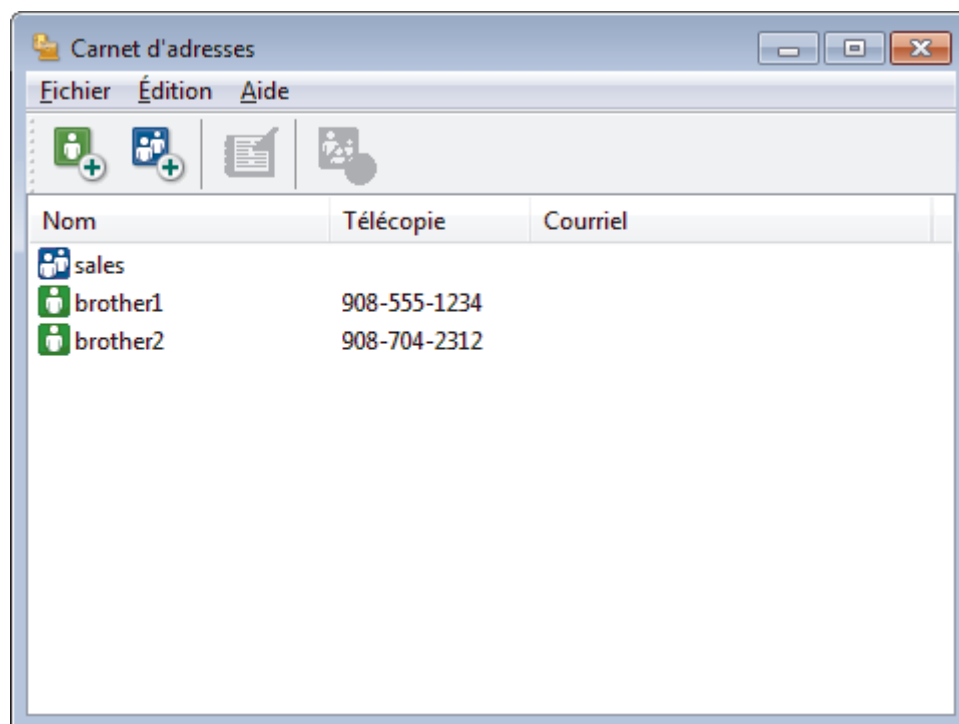 Carnet d'adresses
Fichier Édition Aide
Nom Télécopie Courriel
sales
brother1 908-555-1234
brother2 908-704-2312